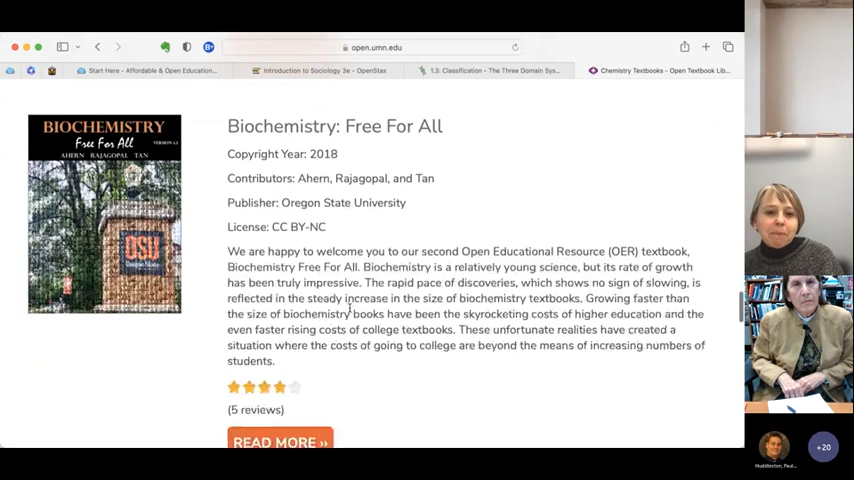 open.umn.edu
Start Here - Affordable & Open Education...
Introduction to Sociology 3e - OpenStax
1.3: Classification - The Three Domain Sys...
Chemistry Textbooks - Open Textbook Lib...
BIOCHEMISTRY
Free For All
VERSION 1.3
AHERN RAJAGOPAL TAN
OSU
Oregon State
Biochemistry: Free For All
Copyright Year: 2018
Contributors: Ahern, Rajagopal, and Tan
Publisher: Oregon State University
License: CC BY-NC
We are happy to welcome you to our second Open Educational Resource (OER) textbook,
Biochemistry Free For All. Biochemistry is a relatively young science, but its rate of growth
has been truly impressive. The rapid pace of discoveries, which shows no sign of slowing, is
reflected in the steady increase in the size of biochemistry textbooks. Growing faster than
the size of biochemistry books have been the skyrocketing costs of higher education and the
even faster rising costs of college textbooks. These unfortunate realities have created a
situation where the costs of going to college are beyond the means of increasing numbers of
students.
(5 reviews)
READ MORE ››
Huddleston, Paul...
+20